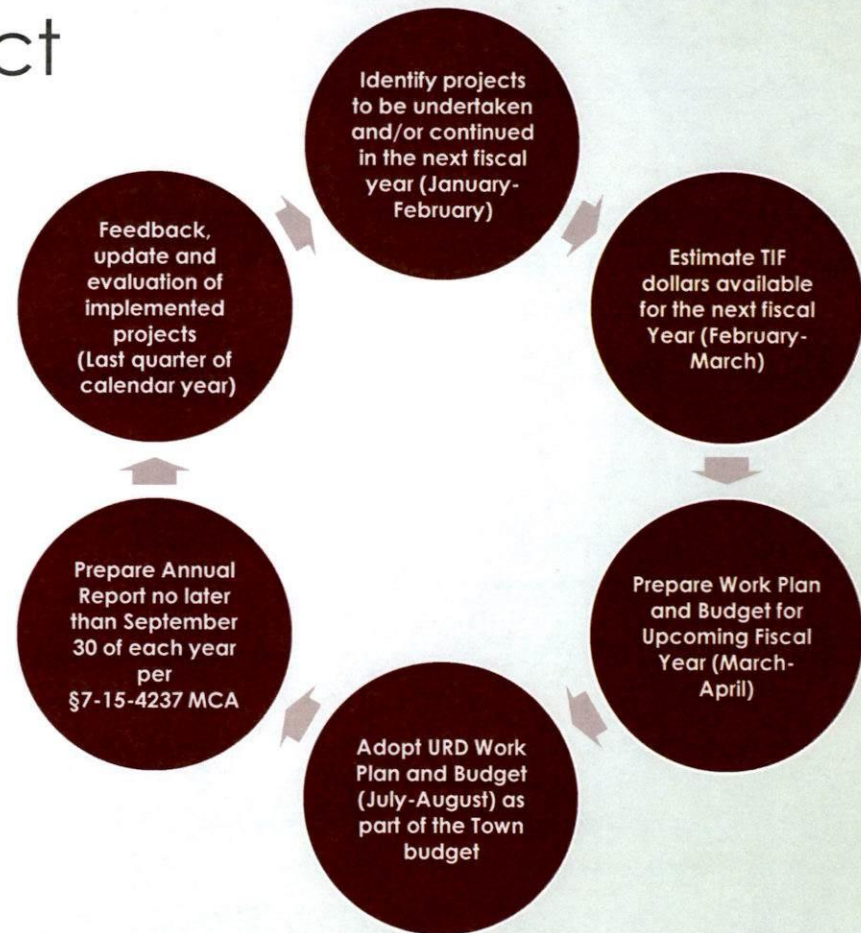 ct
Identify projects
to be undertaken
and/or continued
in the next fiscal
year (January-
February)
Estimate TIF
dollars available
for the next fiscal
Year (February-
March)
Prepare Work Plan
and Budget for
Upcoming Fiscal
Year (March-
April)
Adopt URD Work
Plan and Budget
(July-August) as
part of the Town
budget
Prepare Annual
Report no later
than September
30 of each year
per
§7-15-4237 MCA
Feedback,
update and
evaluation of
implemented
projects
(Last quarter of
calendar year)